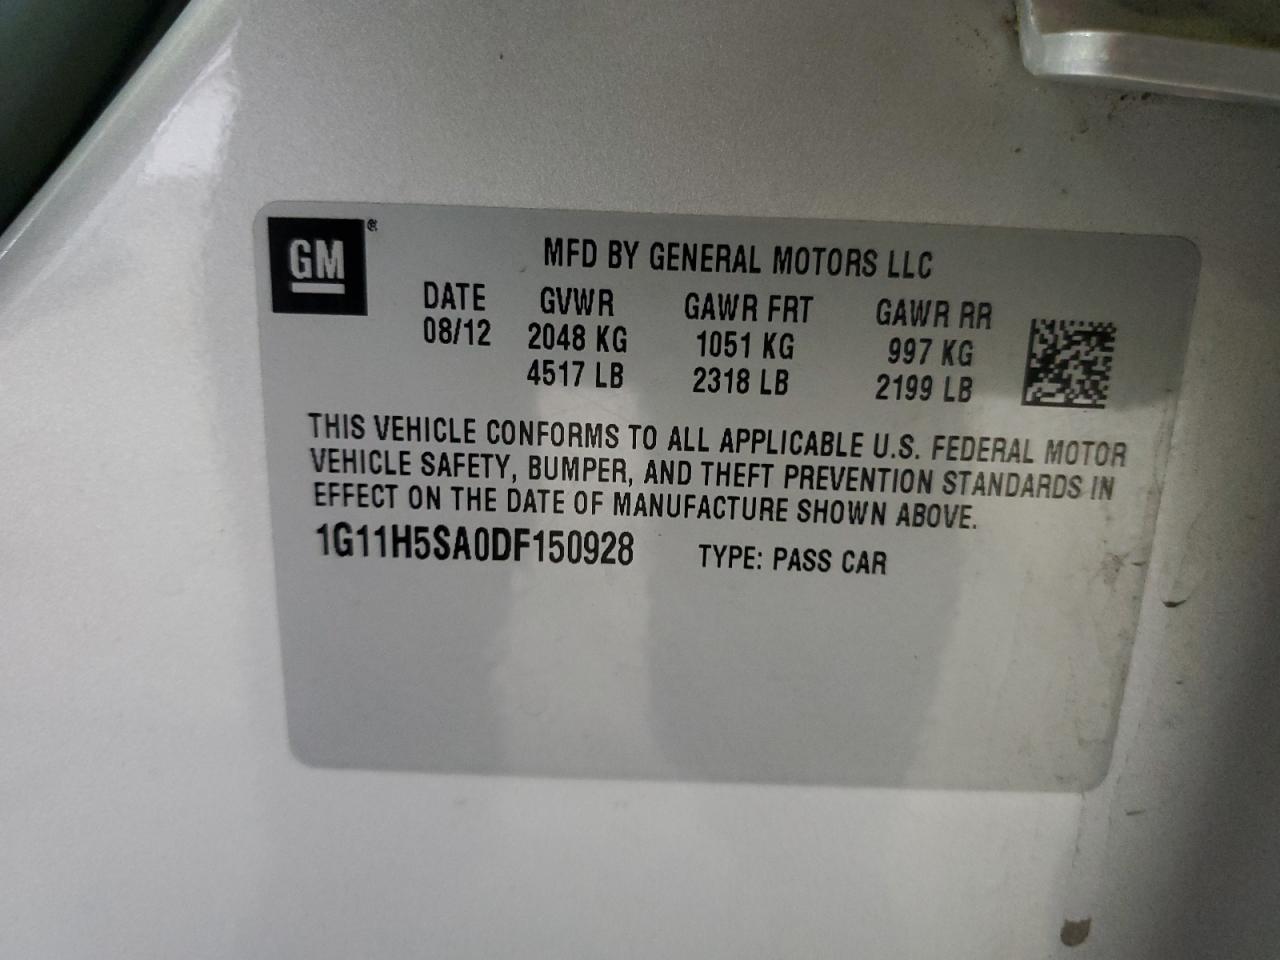 GM®
MFD BY GENERAL MOTORS LLC
DATE GVWR GAWR FRT GAWR RR
08/12 2048 KG 1051 KG 997 KG
4517 LB 2318 LB 2199 LB
THIS VEHICLE CONFORMS TO ALL APPLICABLE U.S. FEDERAL MOTOR
VEHICLE SAFETY, BUMPER, AND THEFT PREVENTION STANDARDS IN
EFFECT ON THE DATE OF MANUFACTURE SHOWN ABOVE.
1G11H5SA0DF150928 TYPE: PASS CAR